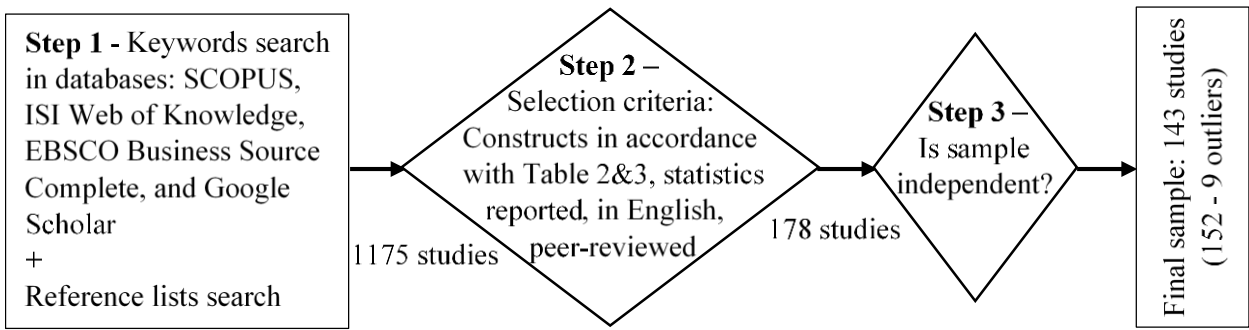 Step 1 - Keywords search
in databases: SCOPUS,
ISI Web of Knowledge,
EBSCO Business Source
Complete, and Google
Scholar
+
Reference lists search
1175 studies
Step 2 –
Selection criteria:
Constructs in accordance
with Table 2&3, statistics
reported, in English,
peer-reviewed
178 studies
Step 3 –
Is sample
independent?
Final sample: 143 studies
(152 - 9 outliers)